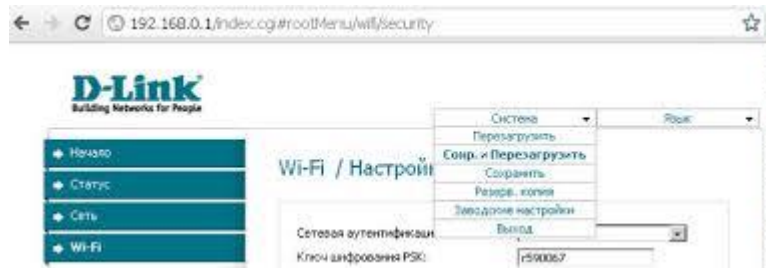 192.168.0.1/index.cgi#rootMenu/wifi/security
D-Link
Building Networks for People
Система
Язык
Перезагрузить
Сохр. и Перезагрузить
Сохранить
Резерв. копия
Заводские настройки
Выход
Начало
Статус
Сеть
Wi-Fi
Wi-Fi / Настрой
Сетевая аутентификаци
Ключ шифрования PSK:
r590067